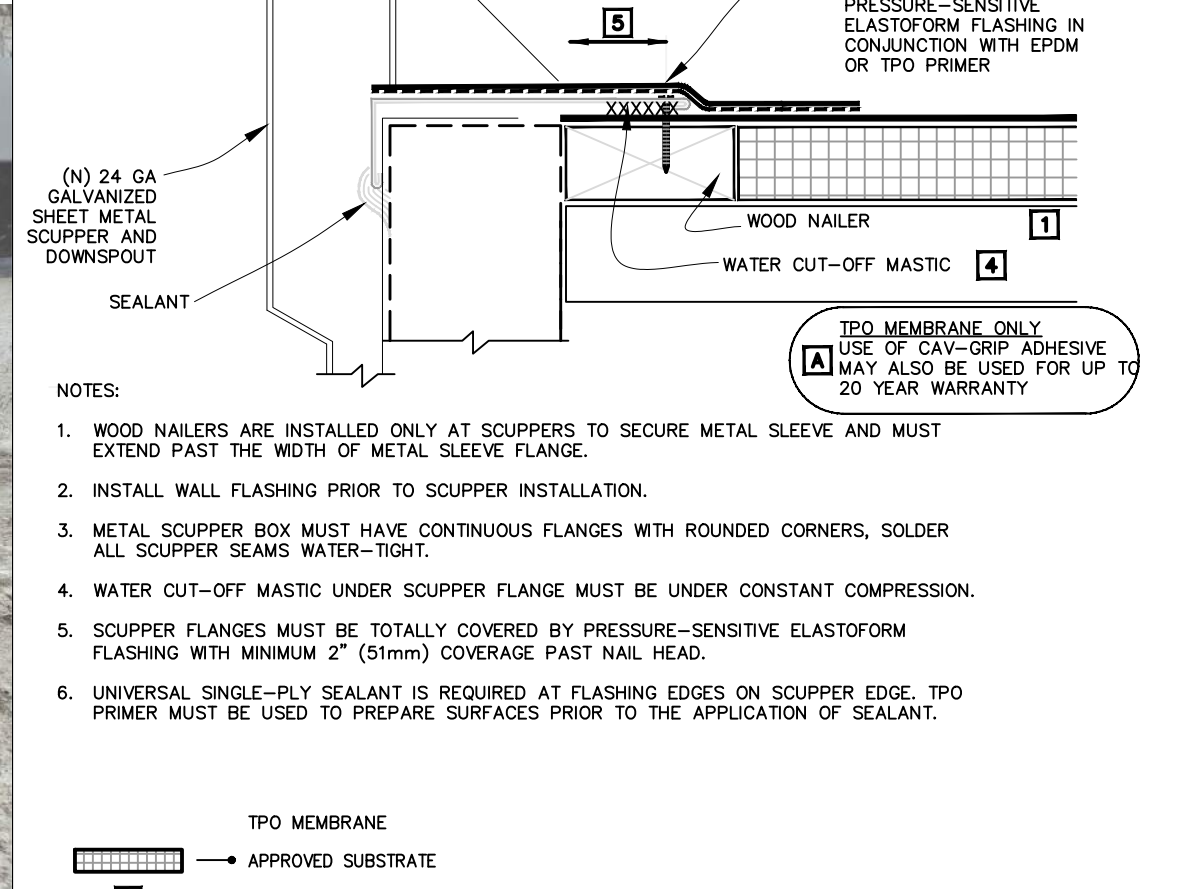 5
PRESSURE-SENSITIVE
ELASTOFORM FLASHING IN
CONJUNCTION WITH EPDM
OR TPO PRIMER
XXXXXX
(N) 24 GA
GALVANIZED
SHEET METAL
SCUPPER AND
DOWNSPOUT
SEALANT
WOOD NAILER
1
WATER CUT-OFF MASTIC
4
TPO MEMBRANE ONLY
A
USE OF CAV-GRIP ADHESIVE
MAY ALSO BE USED FOR UP TO
20 YEAR WARRANTY
NOTES:
1. WOOD NAILERS ARE INSTALLED ONLY AT SCUPPERS TO SECURE METAL SLEEVE AND MUST
EXTEND PAST THE WIDTH OF METAL SLEEVE FLANGE.
2. INSTALL WALL FLASHING PRIOR TO SCUPPER INSTALLATION.
3. METAL SCUPPER BOX MUST HAVE CONTINUOUS FLANGES WITH ROUNDED CORNERS, SOLDER
ALL SCUPPER SEAMS WATER-TIGHT.
4. WATER CUT-OFF MASTIC UNDER SCUPPER FLANGE MUST BE UNDER CONSTANT COMPRESSION.
5. SCUPPER FLANGES MUST BE TOTALLY COVERED BY PRESSURE-SENSITIVE ELASTOFORM
FLASHING WITH MINIMUM 2" (51mm) COVERAGE PAST NAIL HEAD.
6. UNIVERSAL SINGLE-PLY SEALANT IS REQUIRED AT FLASHING EDGES ON SCUPPER EDGE. TPO
PRIMER MUST BE USED TO PREPARE SURFACES PRIOR TO THE APPLICATION OF SEALANT.
TPO MEMBRANE
APPROVED SUBSTRATE